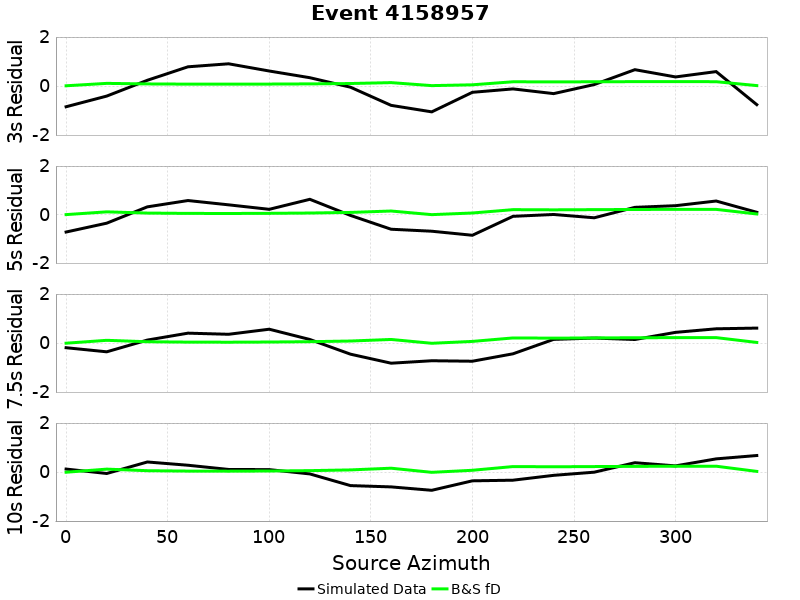 Event 4158957
3s Residual
2
0
-2
5s Residual
2
0
-2
7.5s Residual
2
0
-2
10s Residual
2
0
-2
0 50 100 150 200 250 300
Source Azimuth
Simulated Data B&S fD